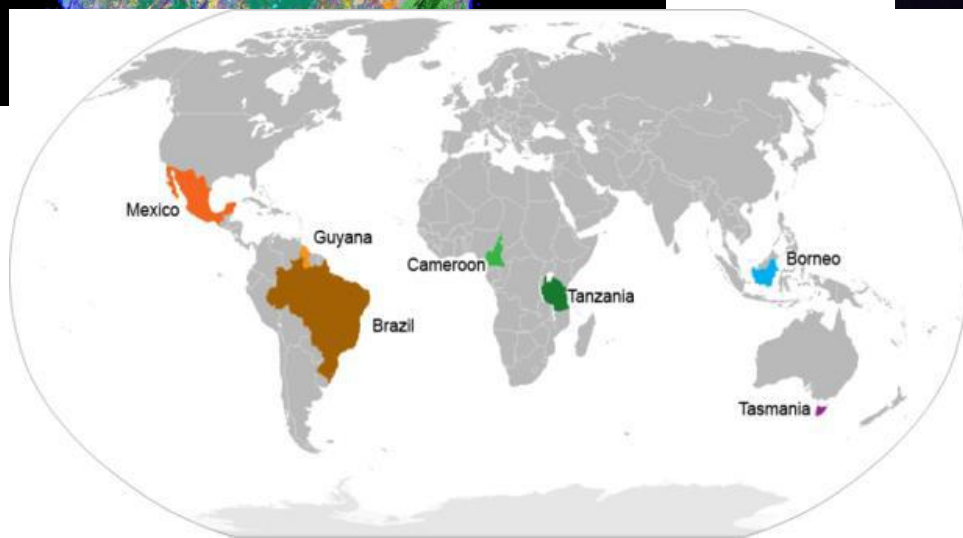 Mexico
Guyana
Cameroon
Borneo
Tanzania
Brazil
Tasmania